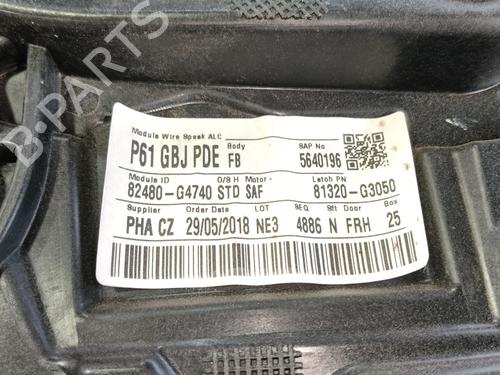 B-PARTS
Module Wire Speak ALC Body SAP No
P61 GBJ PDE FB 5640196
Module ID O/8 H Motor Latch PN
82480-G4740 STD SAF 81320-G3050
Supplier Order Date LOT SEQ Sft Door Box
PHA CZ 29/05/2018 NE3 4886 N FRH 25